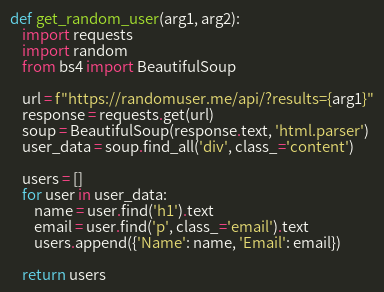 def get_random_user(arg1, arg2):
    import requests
    import random
    from bs4 import BeautifulSoup

    url = f"https://randomuser.me/api/?results={arg1}"
    response = requests.get(url)
    soup = BeautifulSoup(response.text, 'html.parser')
    user_data = soup.find_all('div', class_='content')

    users = []
    for user in user_data:
        name = user.find('h1').text
        email = user.find('p', class_='email').text
        users.append({'Name': name, 'Email': email})

    return users